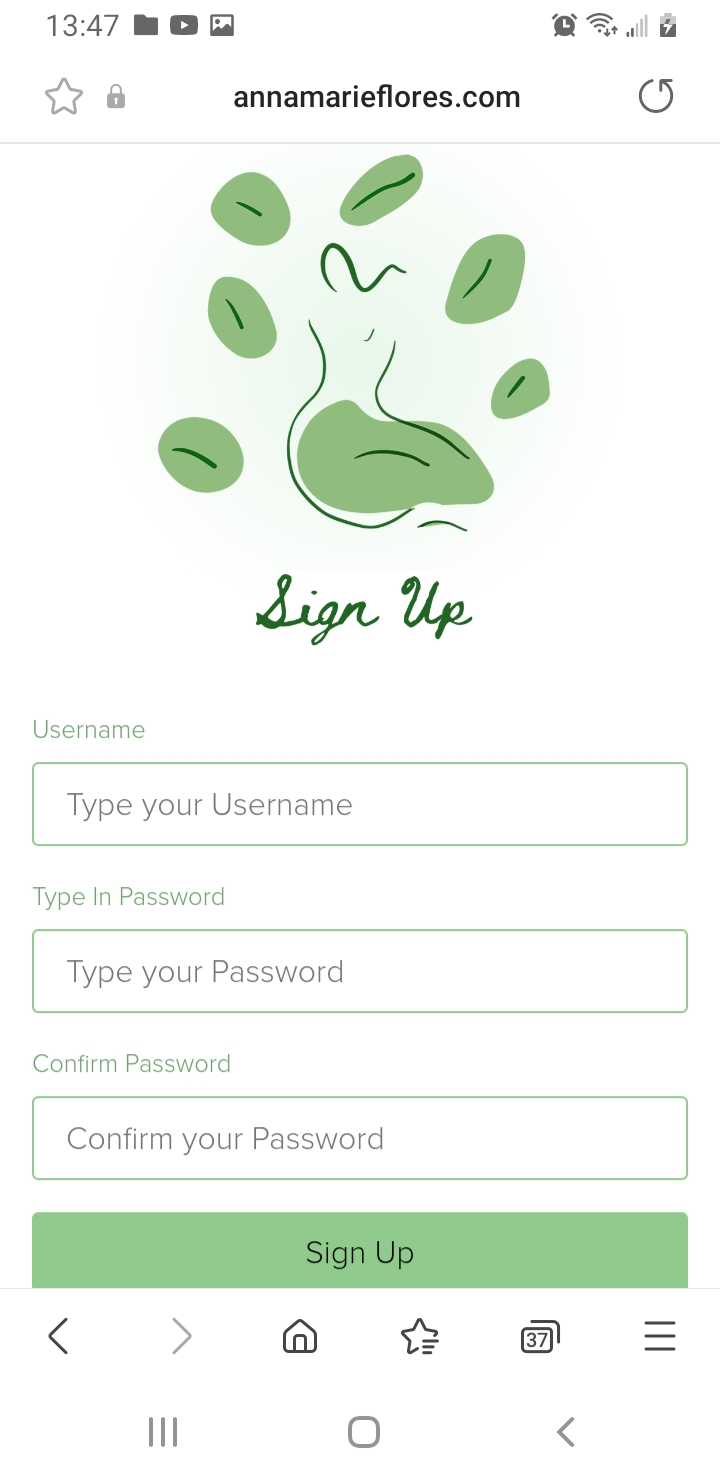 13:47
annamarieflores.com
Sign Up
Username
Type your Username
Type In Password
Type your Password
Confirm Password
Confirm your Password
Sign Up
37